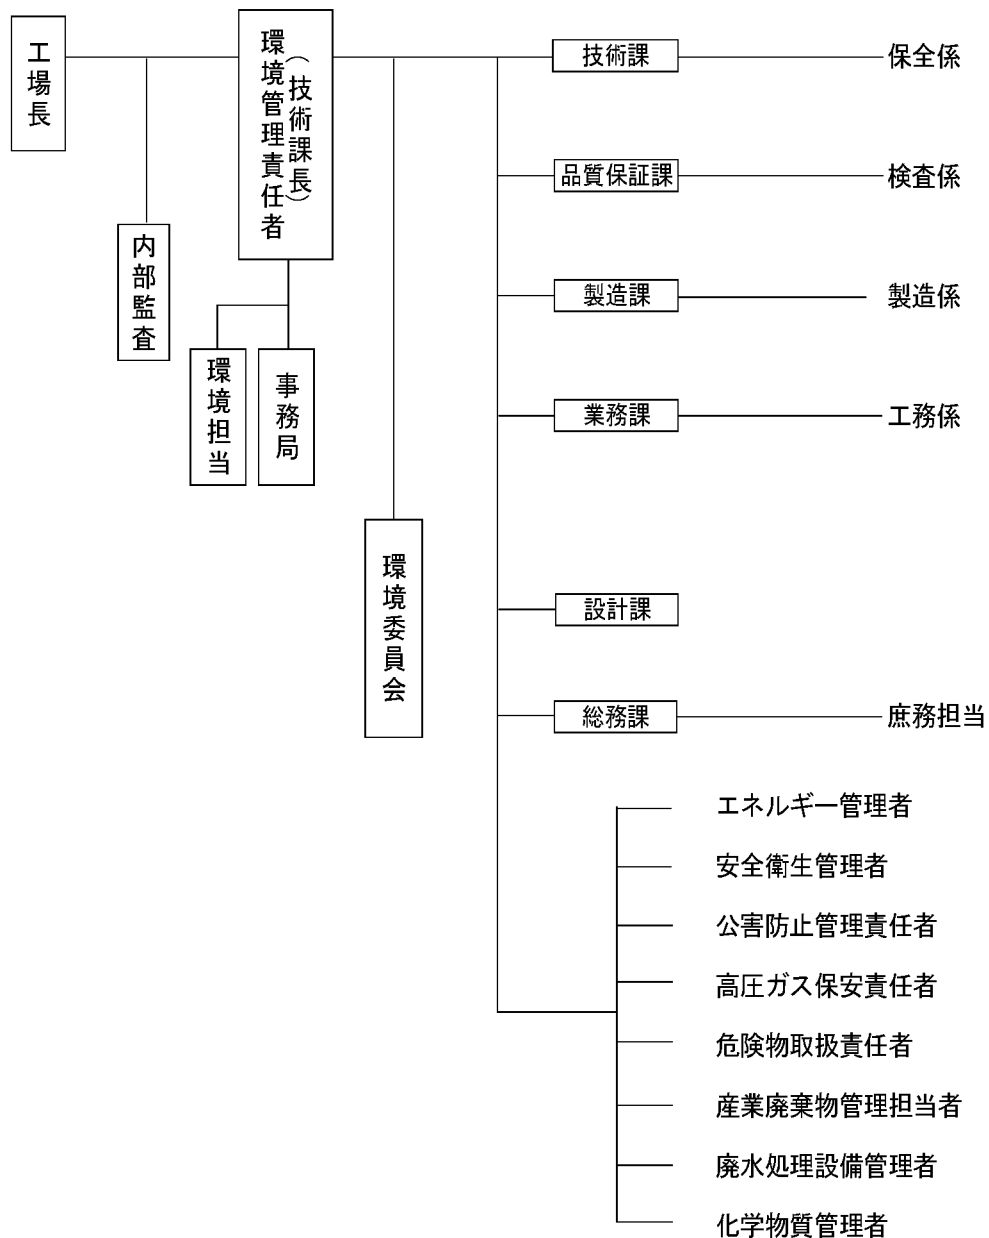 工場長
環境管理責任者
（技術課長）
内部監査
環境担当
事務局
環境委員会
技術課
保全係
品質保証課
検査係
製造課
製造係
業務課
工務係
設計課
総務課
庶務担当
エネルギー管理者
安全衛生管理者
公害防止管理責任者
高圧ガス保安責任者
危険物取扱責任者
産業廃棄物管理担当者
廃水処理設備管理者
化学物質管理者